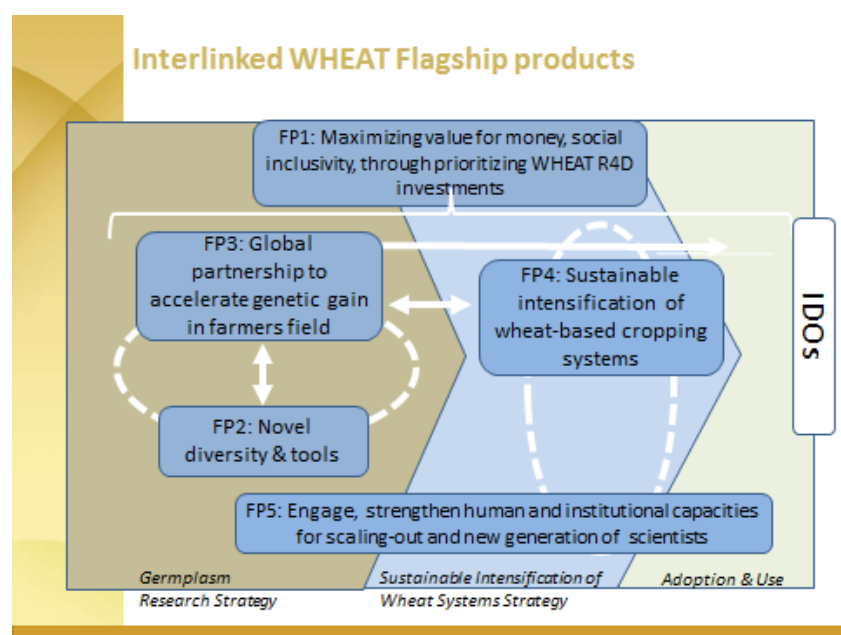 Interlinked WHEAT Flagship products
FP1: Maximizing value for money, social
inclusivity, through prioritizing WHEAT R4D
investments
FP3: Global
partnership to
accelerate genetic gain
in farmers field
FP4: Sustainable
intensification of
wheat-based cropping
systems
IDOs
FP2: Novel
diversity & tools
FP5: Engage, strengthen human and institutional capacities
for scaling-out and new generation of scientists
Germplasm
Research Strategy
Sustainable Intensification of
Wheat Systems Strategy
Adoption & Use